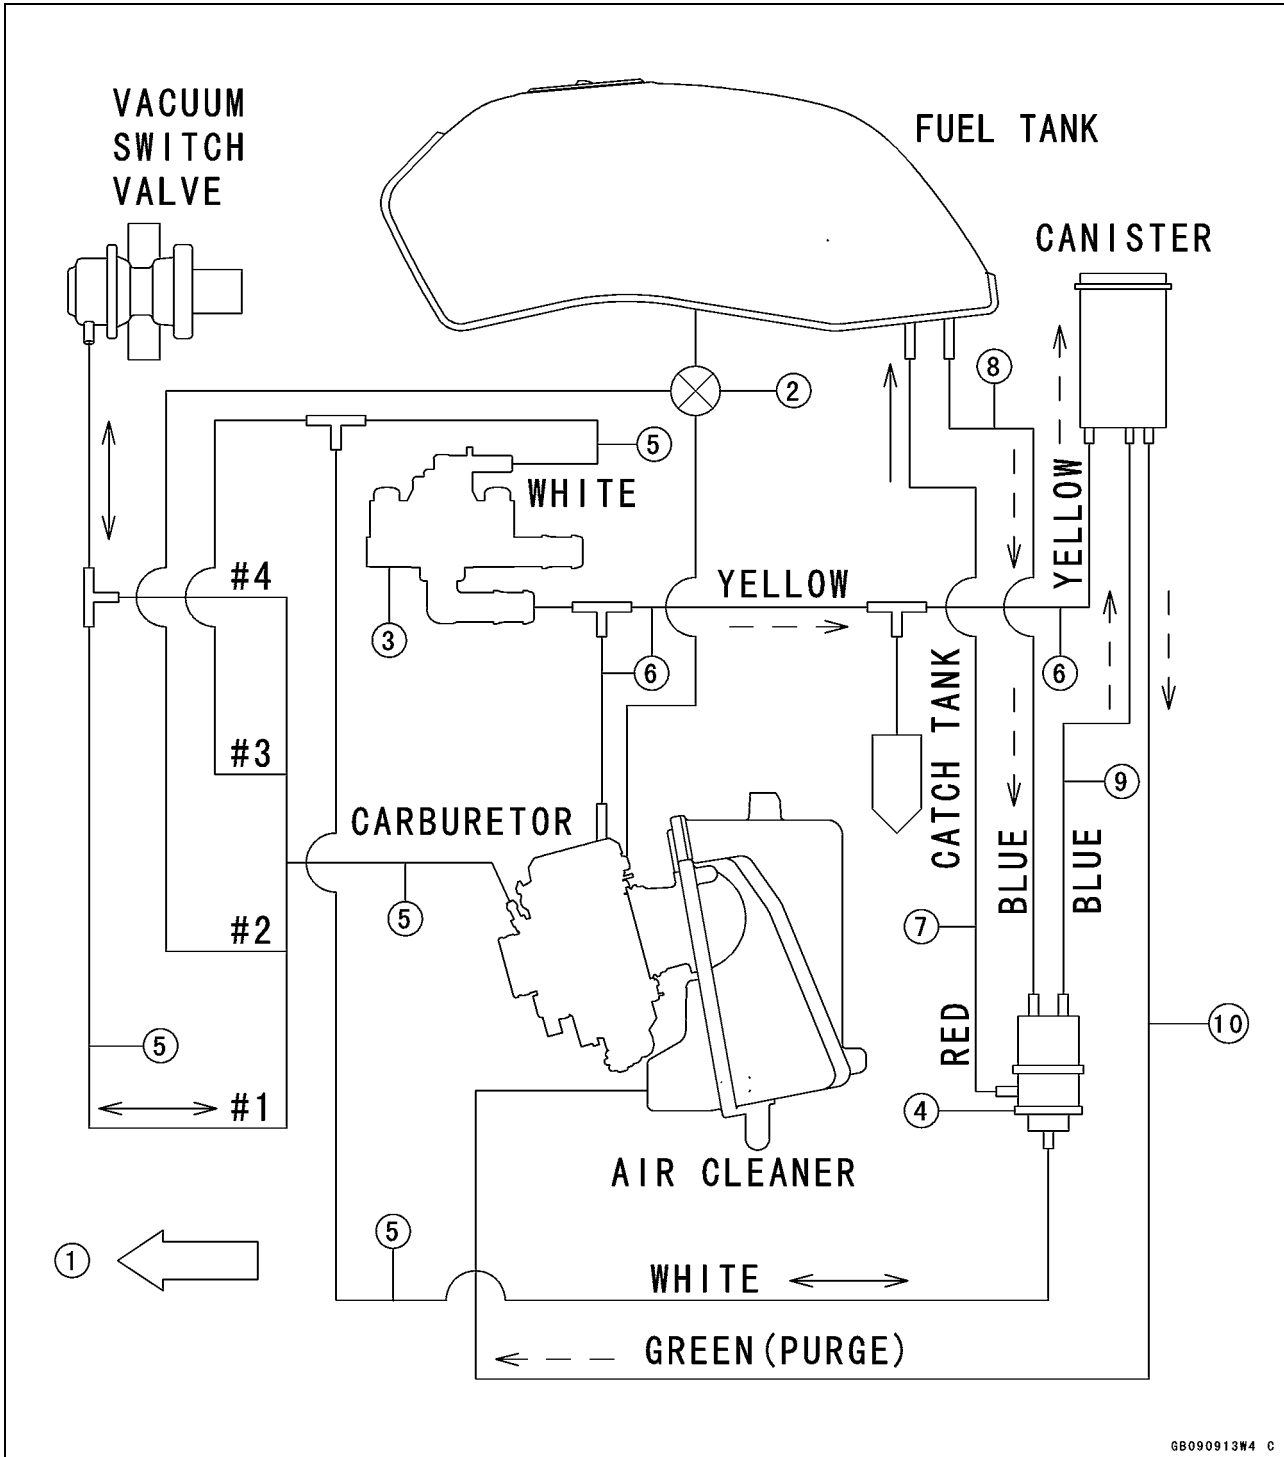 VACUUM
SWITCH
VALVE
FUEL TANK
CANISTER
8
2
5
WHITE
YELLOW
#4
YELLOW
3
6
6
CATCH TANK
#3
9
CARBURETOR
BLUE
BLUE
5
7
#2
RED
10
5
#1
4
AIR CLEANER
5
1
WHITE
GREEN(PURGE)
GB090913W4 C